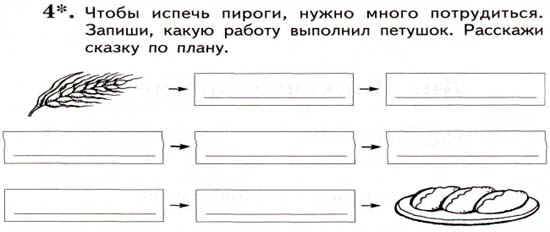 4*. Чтобы испечь пироги, нужно много потрудиться.
Запиши, какую работу выполнил петушок. Расскажи
сказку по плану.